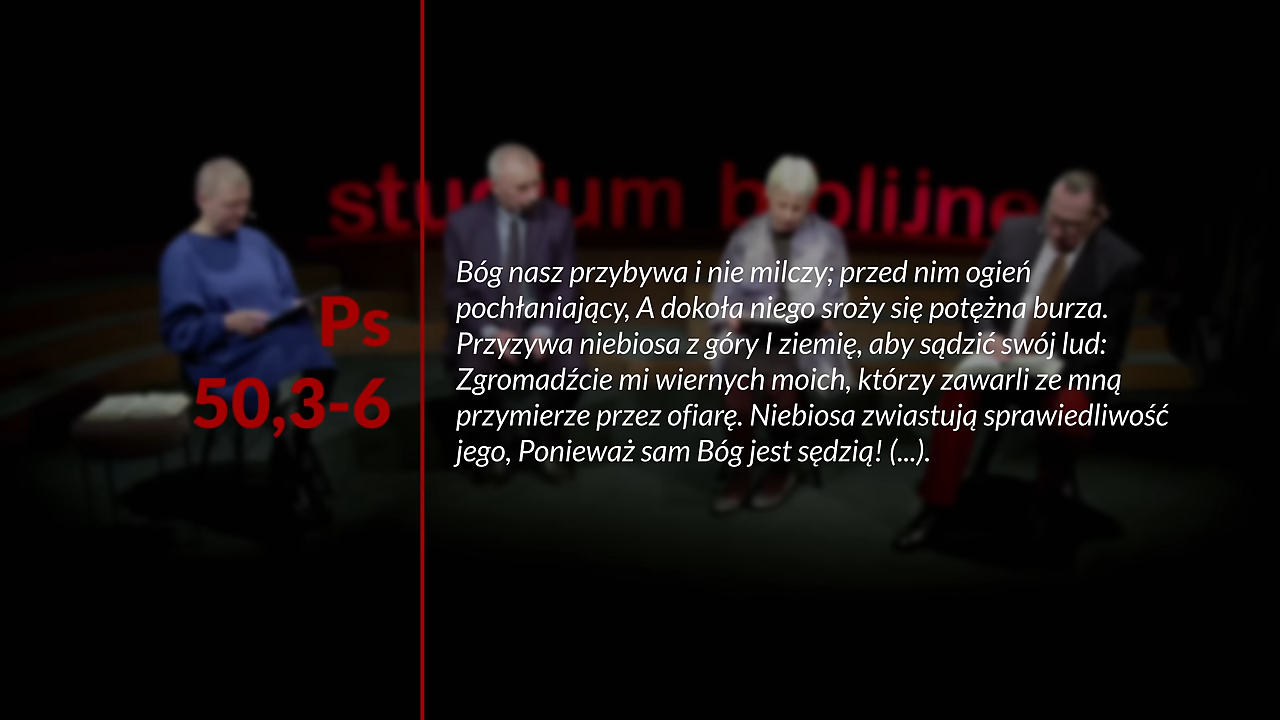 studium biblijne
Ps
50,3-6
Bóg nasz przybywa i nie milczy; przed nim ogień
pochłaniający, A dokoła niego sroży się potężna burza.
Przyzywa niebiosa z góry I ziemię, aby sądzić swój lud:
Zgromadźcie mi wiernych moich, którzy zawarli ze mną
przymierze przez ofiarę. Niebiosa zwiastują sprawiedliwość
jego, Ponieważ sam Bóg jest sędzią! (...).